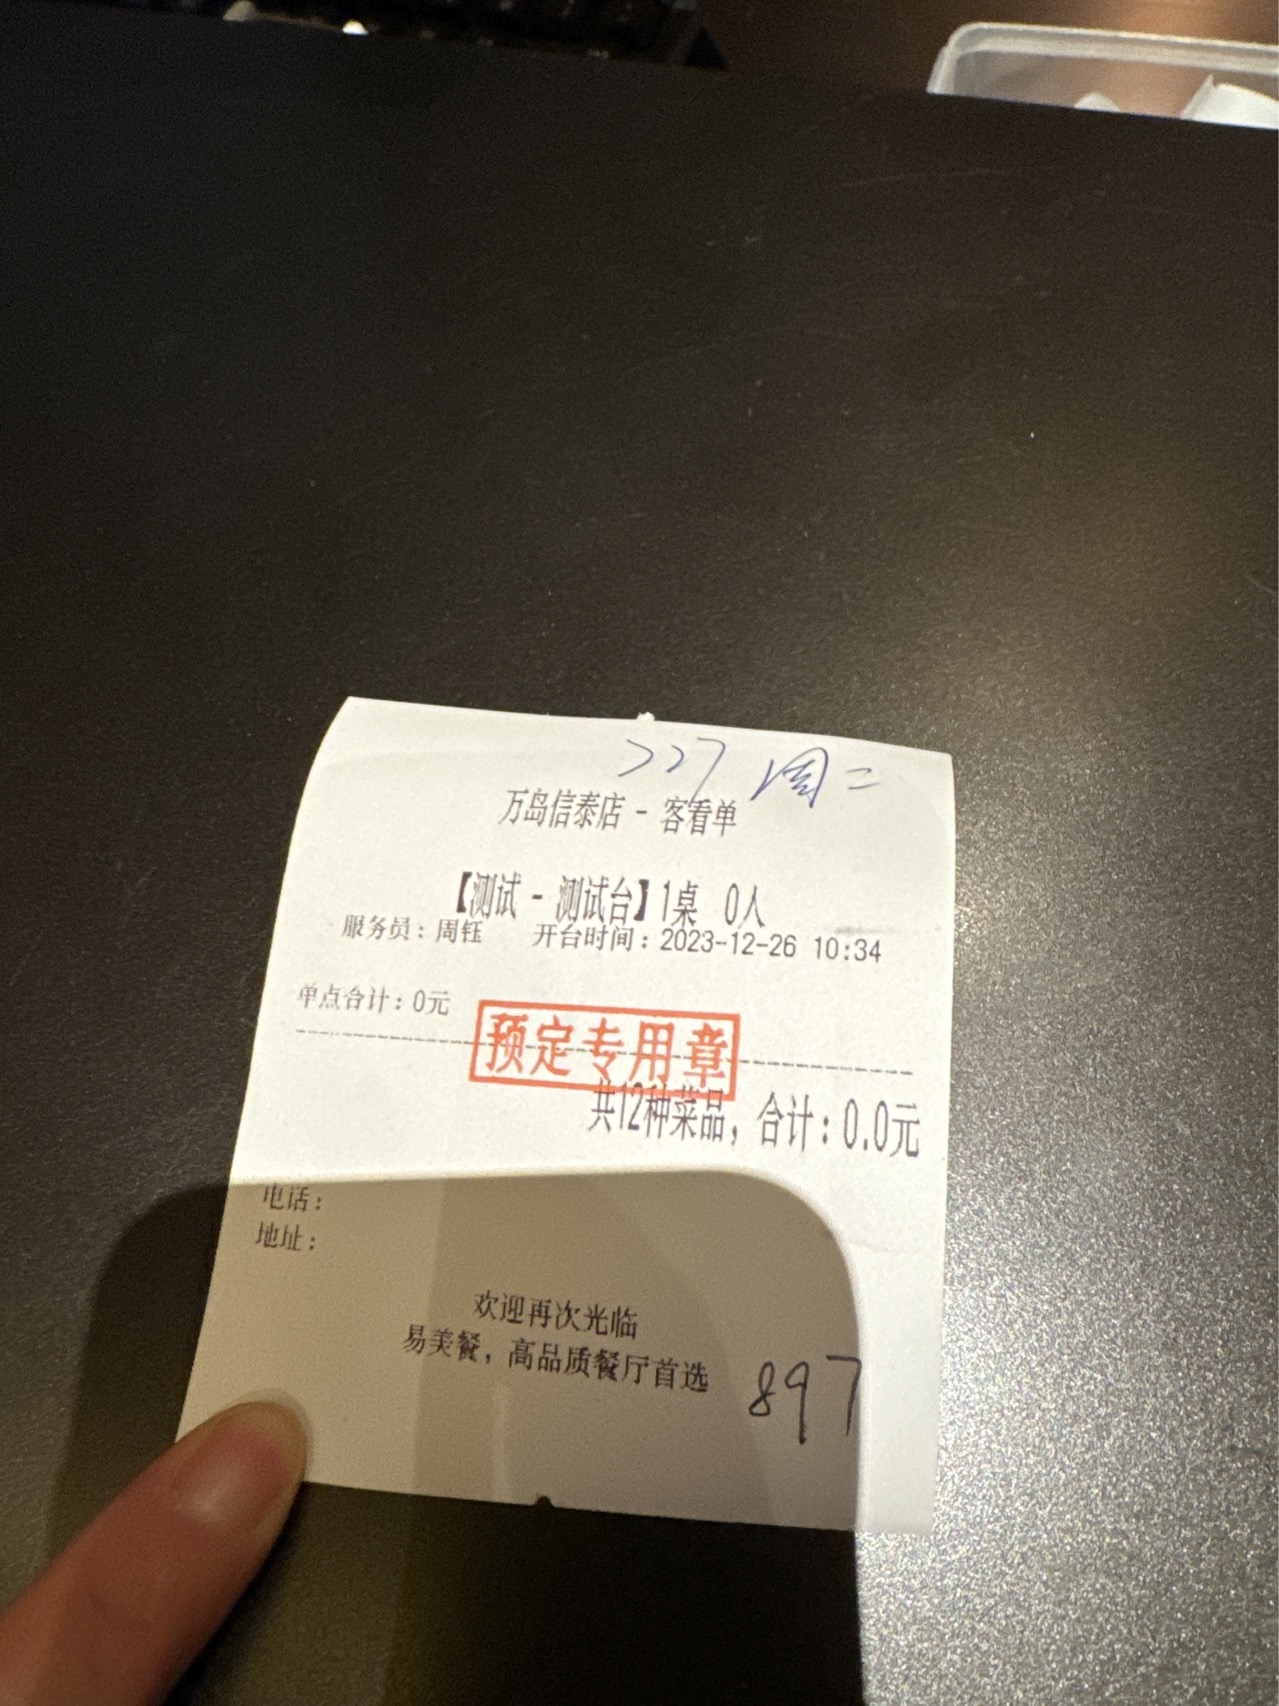 227 周二
万岛信泰店 - 客看单
【测试 - 测试台】1桌 0人
服务员：周钰 开台时间：2023-12-26 10:34
单点合计：0元
预定专用章
共12种菜品，合计：0.0元
电话：
地址：
欢迎再次光临
易美餐，高品质餐厅首选
897